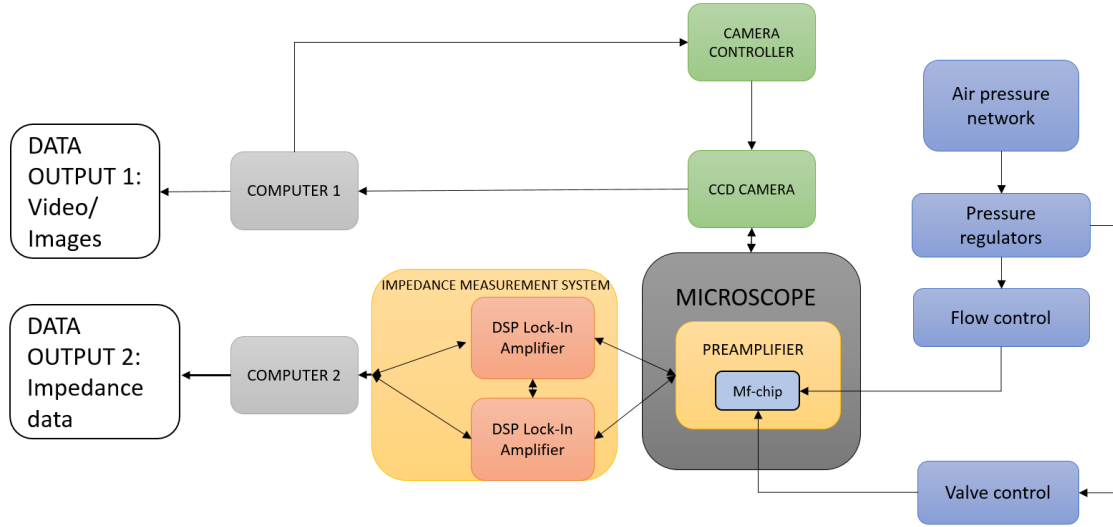 CAMERA
CONTROLLER
Air pressure
network
DATA
OUTPUT 1:
Video/
Images
COMPUTER 1
CCD CAMERA
Pressure
regulators
IMPEDANCE MEASUREMENT SYSTEM
MICROSCOPE
DATA
OUTPUT 2:
Impedance
data
COMPUTER 2
DSP Lock-In
Amplifier
DSP Lock-In
Amplifier
PREAMPLIFIER
Mf-chip
Flow control
Valve control